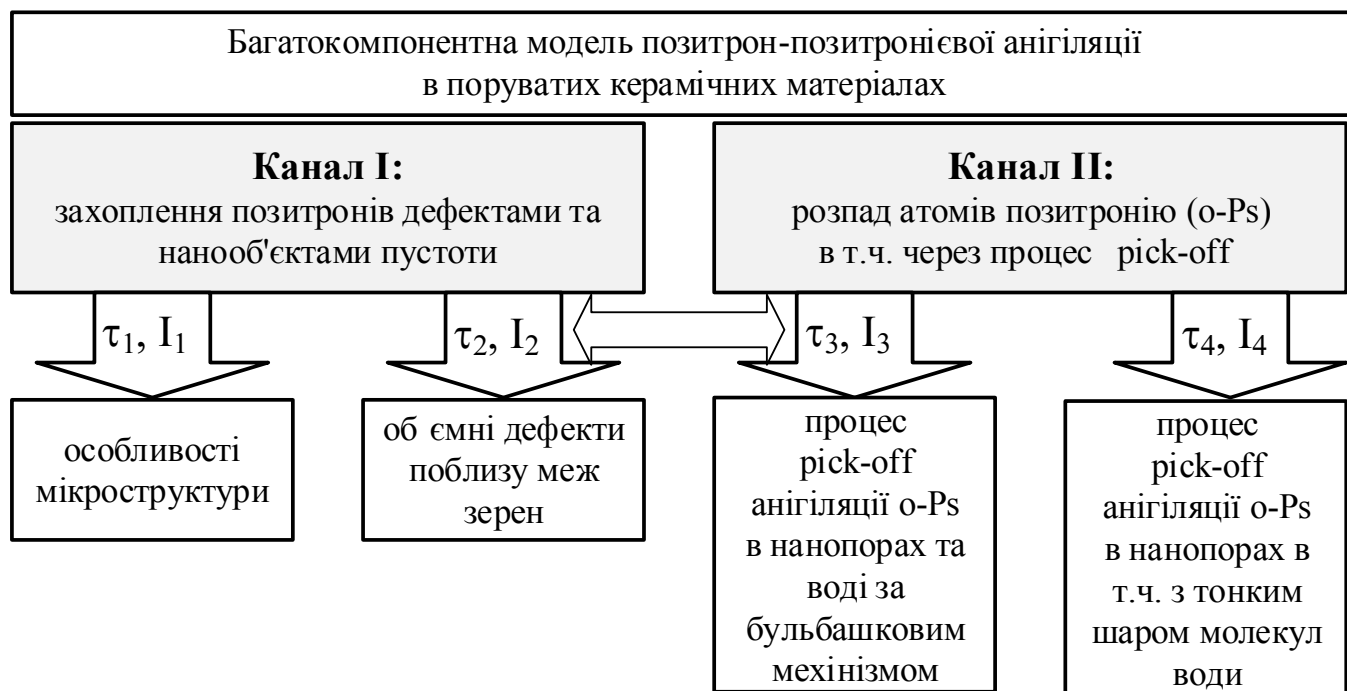 Багатокомпонентна модель позитрон-позитронієвої анігіляції
в поруватих керамічних матеріалах
Канал I:
захоплення позитронів дефектами та
нанооб'єктами пустоти
Канал II:
розпад атомів позитронію (o-Ps)
в т.ч. через процес pick-off
τ₁, I₁
τ₂, I₂
τ₃, I₃
τ₄, I₄
особливості
мікроструктури
об ємні дефекти
поблизу меж
зерен
процес
pick-off
анігіляції o-Ps
в нанопорах та
воді за
бульбашковим
мехінізмом
процес
pick-off
анігіляції o-Ps
в нанопорах в
т.ч. з тонким
шаром молекул
води